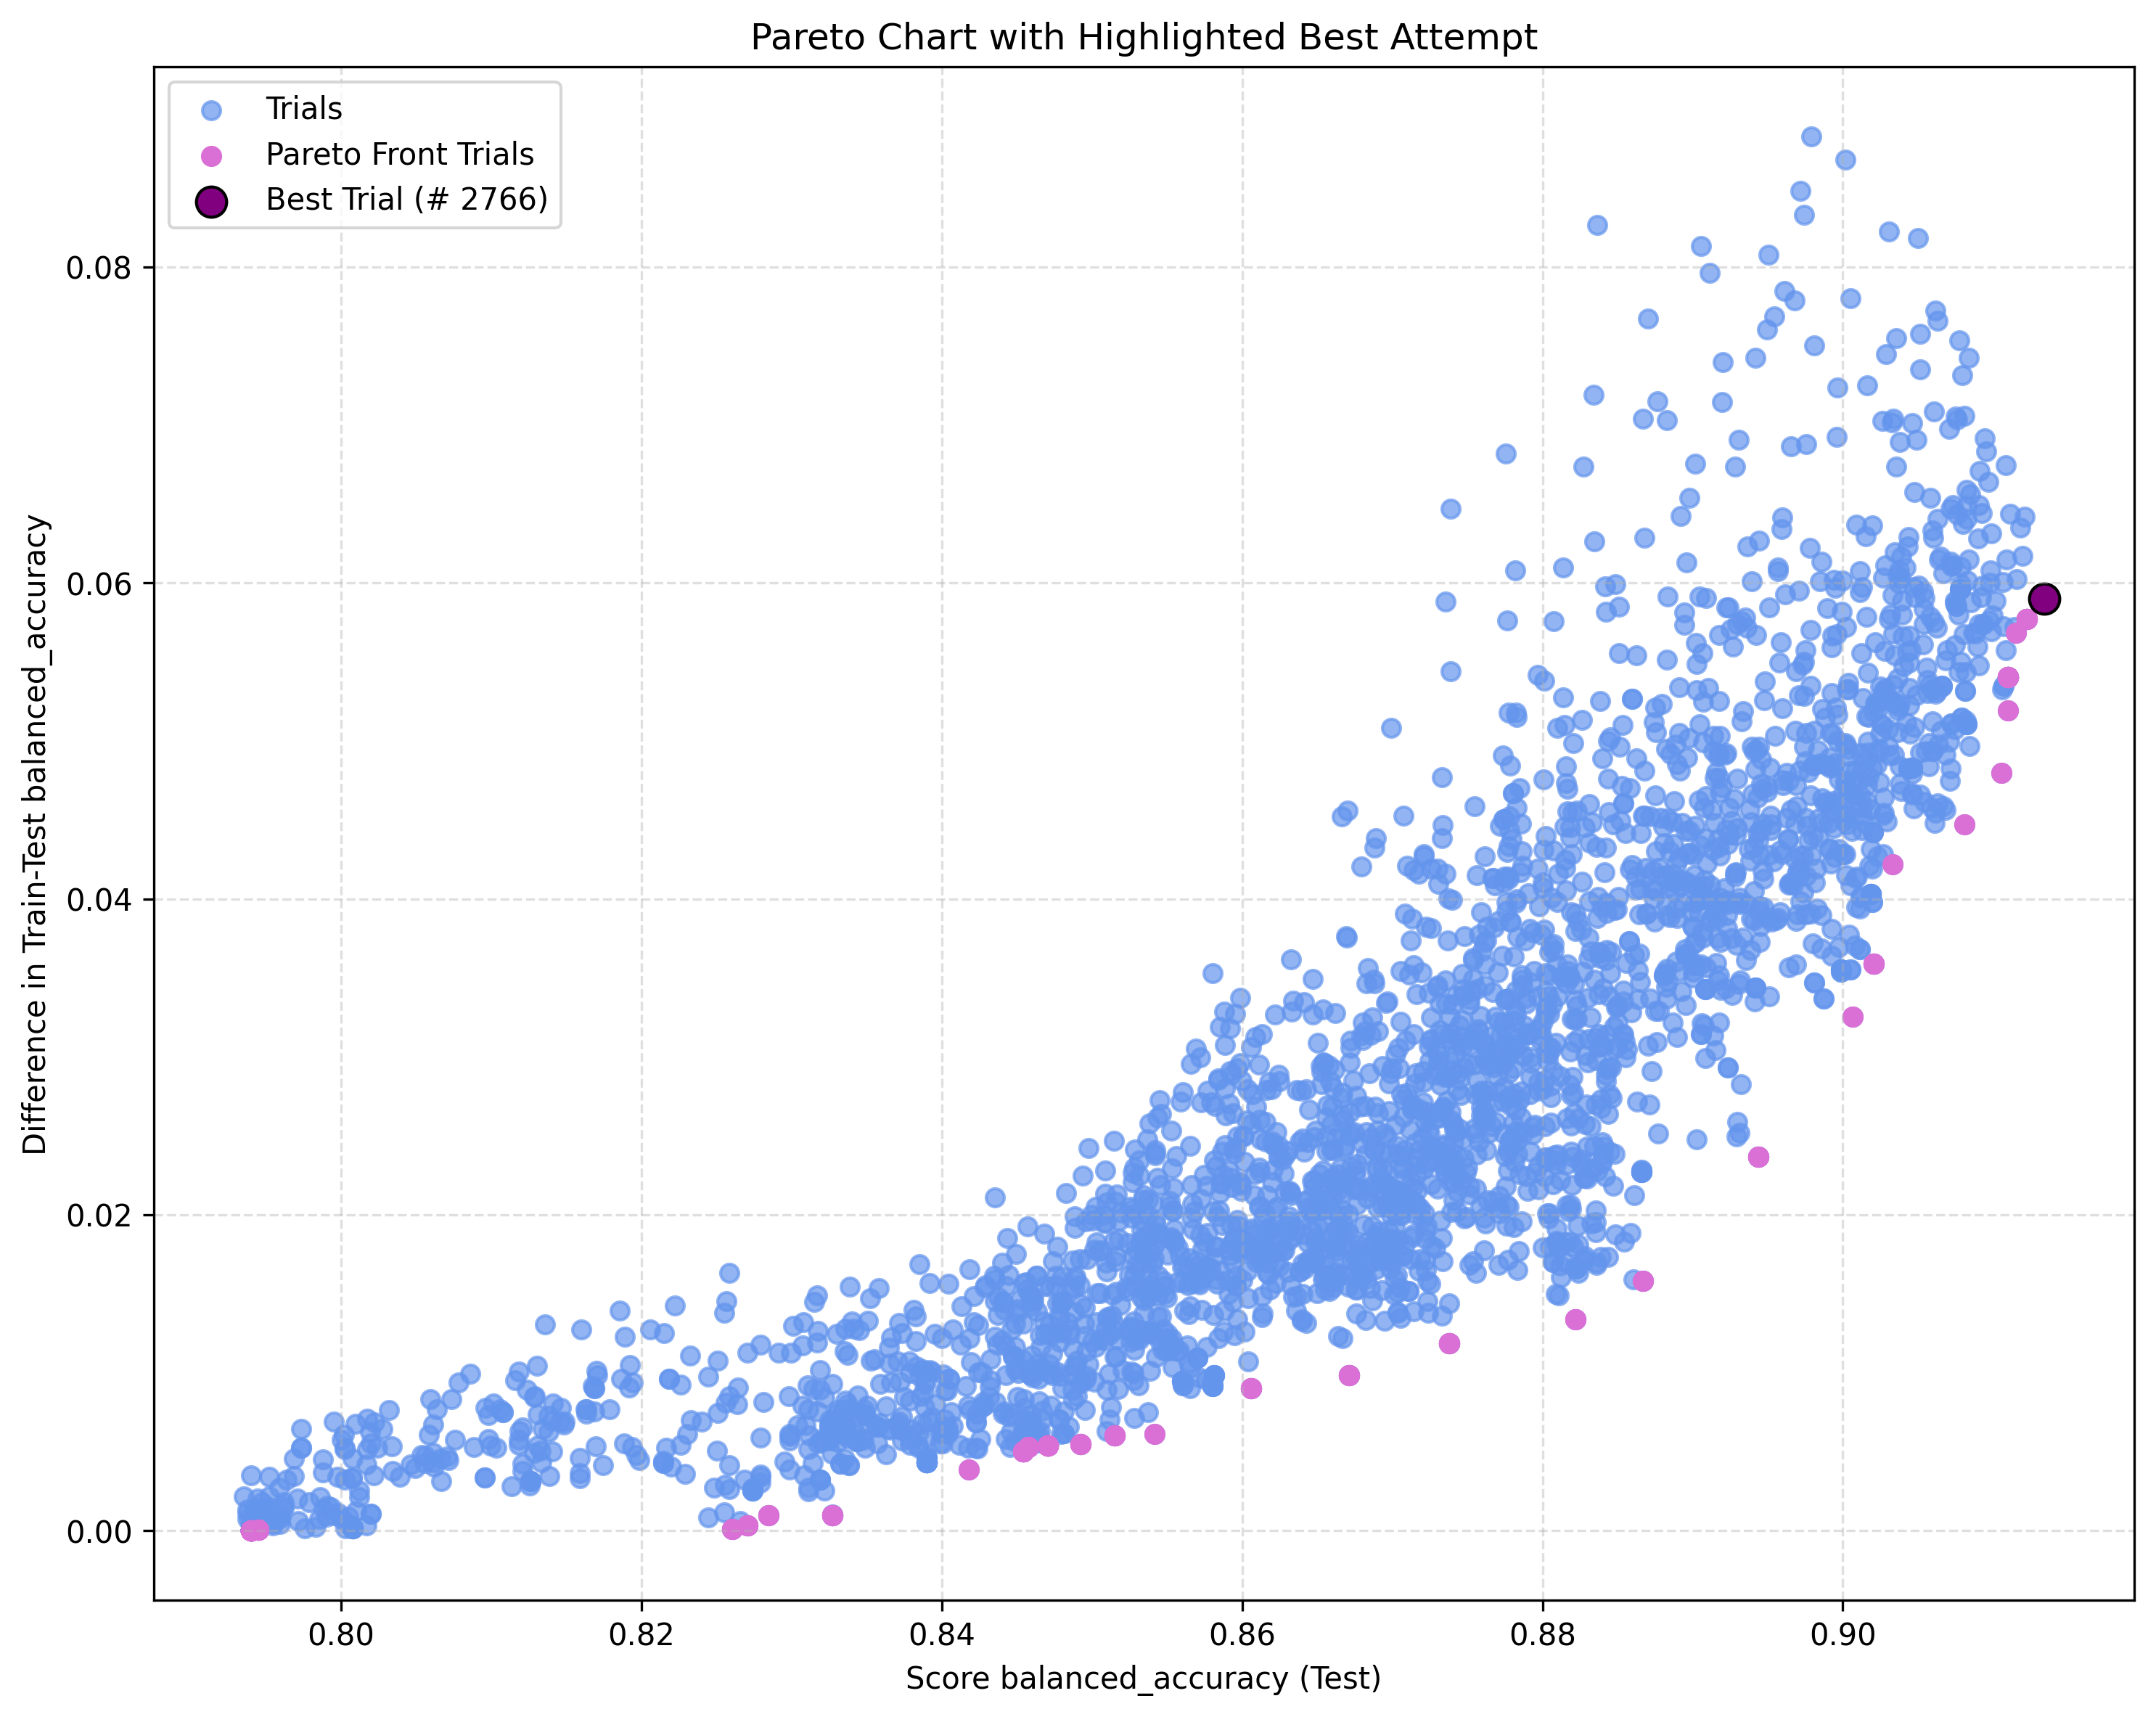 Pareto Chart with Highlighted Best Attempt
Trials
Pareto Front Trials
Best Trial (# 2766)
Difference in Train-Test balanced_accuracy
0.08
0.06
0.04
0.02
0.00
0.80 0.82 0.84 0.86 0.88 0.90
Score balanced_accuracy (Test)